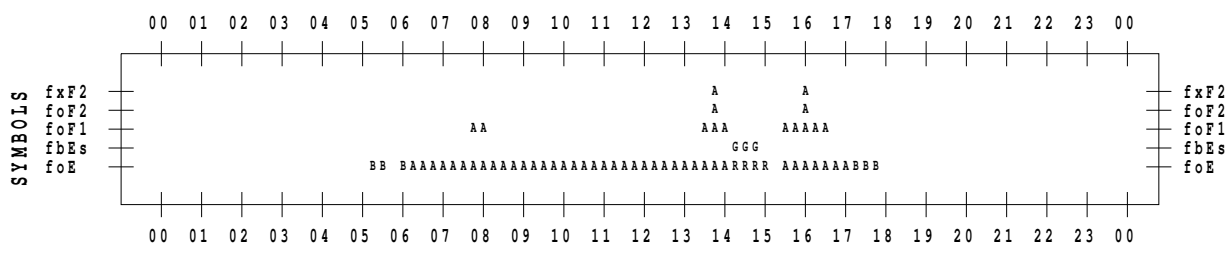 00 01 02 03 04 05 06 07 08 09 10 11 12 13 14 15 16 17 18 19 20 21 22 23 00
SYMBOLS
fxF2 A A fxF2
foF2 A A foF2
foF1 AA AAA AAAAA foF1
fbEs GGG fbEs
foE BB BAAAAAAAAAAAAAAAAAAAAAAAAAAAAAAAARRRR AAAAAAABBB foE
00 01 02 03 04 05 06 07 08 09 10 11 12 13 14 15 16 17 18 19 20 21 22 23 00